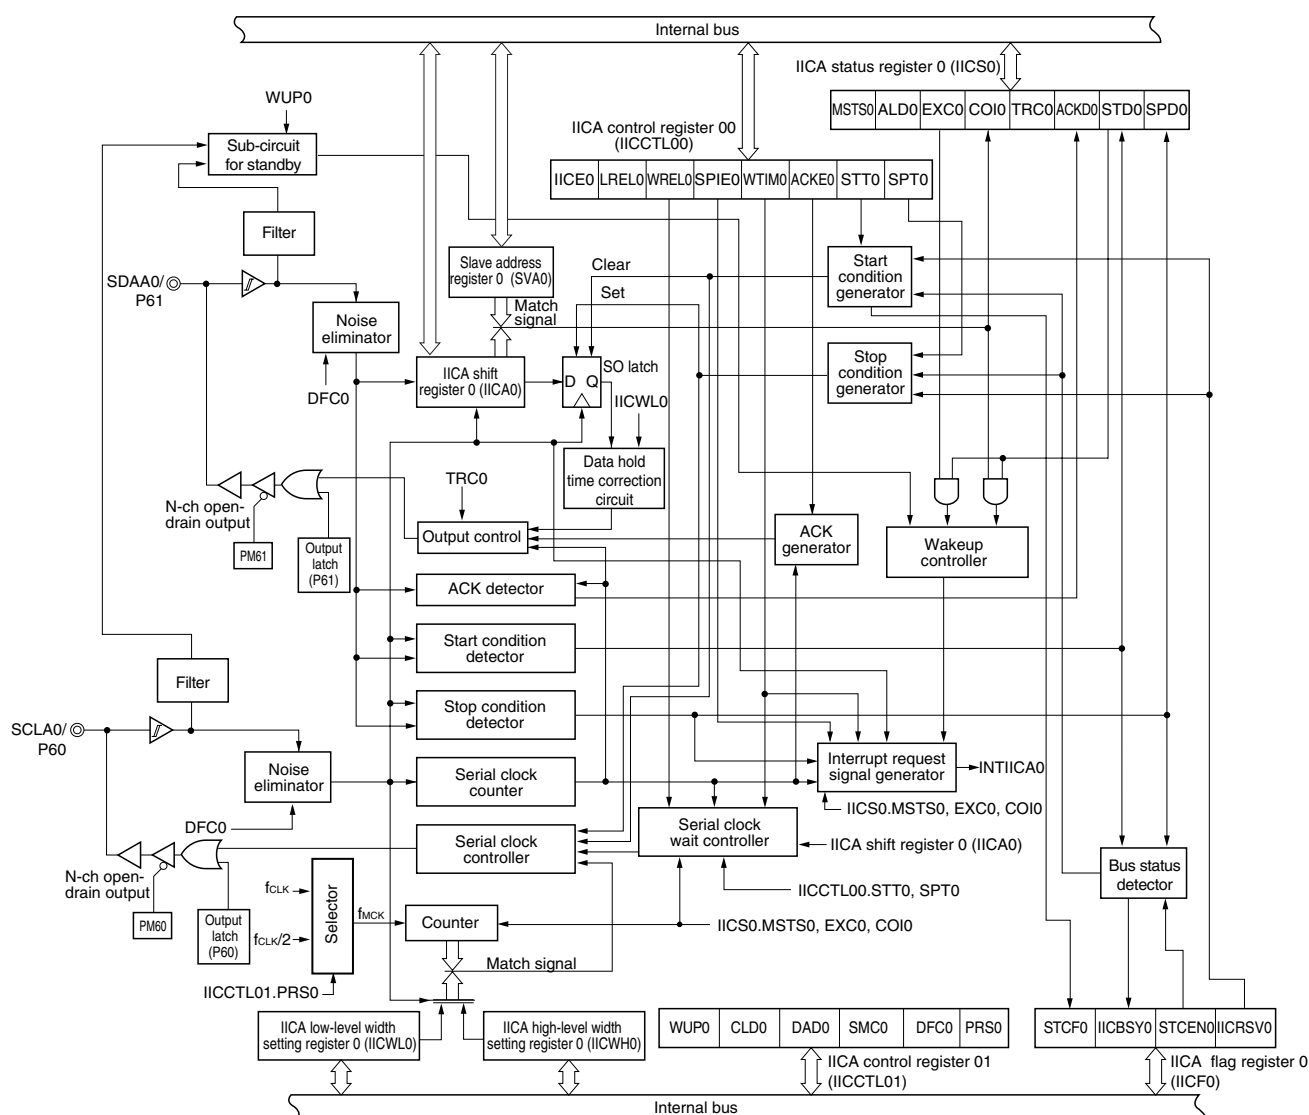 Internal bus
IICA status register 0 (IICS0)
MSTS0 ALD0 EXC0 COI0 TRC0 ACKD0 STD0 SPD0
WUP0
Sub-circuit
for standby
IICA control register 00
(IICCTL00)
IICE0 LREL0 WREL0 SPIE0 WTIM0 ACKE0 STT0 SPT0
Filter
SDAA0/
P61
Slave address
register 0 (SVA0)
Clear
Set
Start
condition
generator
Match
signal
Noise
eliminator
DFC0
IICA shift
register 0 (IICA0)
D Q
SO latch
IICWL0
Stop
condition
generator
Data hold
time correction
circuit
TRC0
N-ch open-
drain output
PM61
Output
latch
(P61)
Output control
ACK
generator
Wakeup
controller
ACK detector
Start condition
detector
Filter
Stop condition
detector
SCLA0/
P60
Noise
eliminator
DFC0
Serial clock
counter
Interrupt request
signal generator
INTIICA0
IICS0.MSTS0, EXC0, COI0
Serial clock
controller
Serial clock
wait controller
IICA shift register 0 (IICA0)
Bus status
detector
N-ch open-
drain output
PM60
Output
latch
(P60)
fCLK
fCLK/2
Selector
fMCK
Counter
IICCTL00.STT0, SPT0
IICS0.MSTS0, EXC0, COI0
Match signal
IICCTL01.PRS0
IICA low-level width
setting register 0 (IICWL0)
IICA high-level width
setting register 0 (IICWH0)
WUP0 CLD0 DAD0 SMC0 DFC0 PRS0
IICA control register 01
(IICCTL01)
STCF0 IICBSY0 STCEN0 IICRSV0
IICA flag register 0
(IICF0)
Internal bus